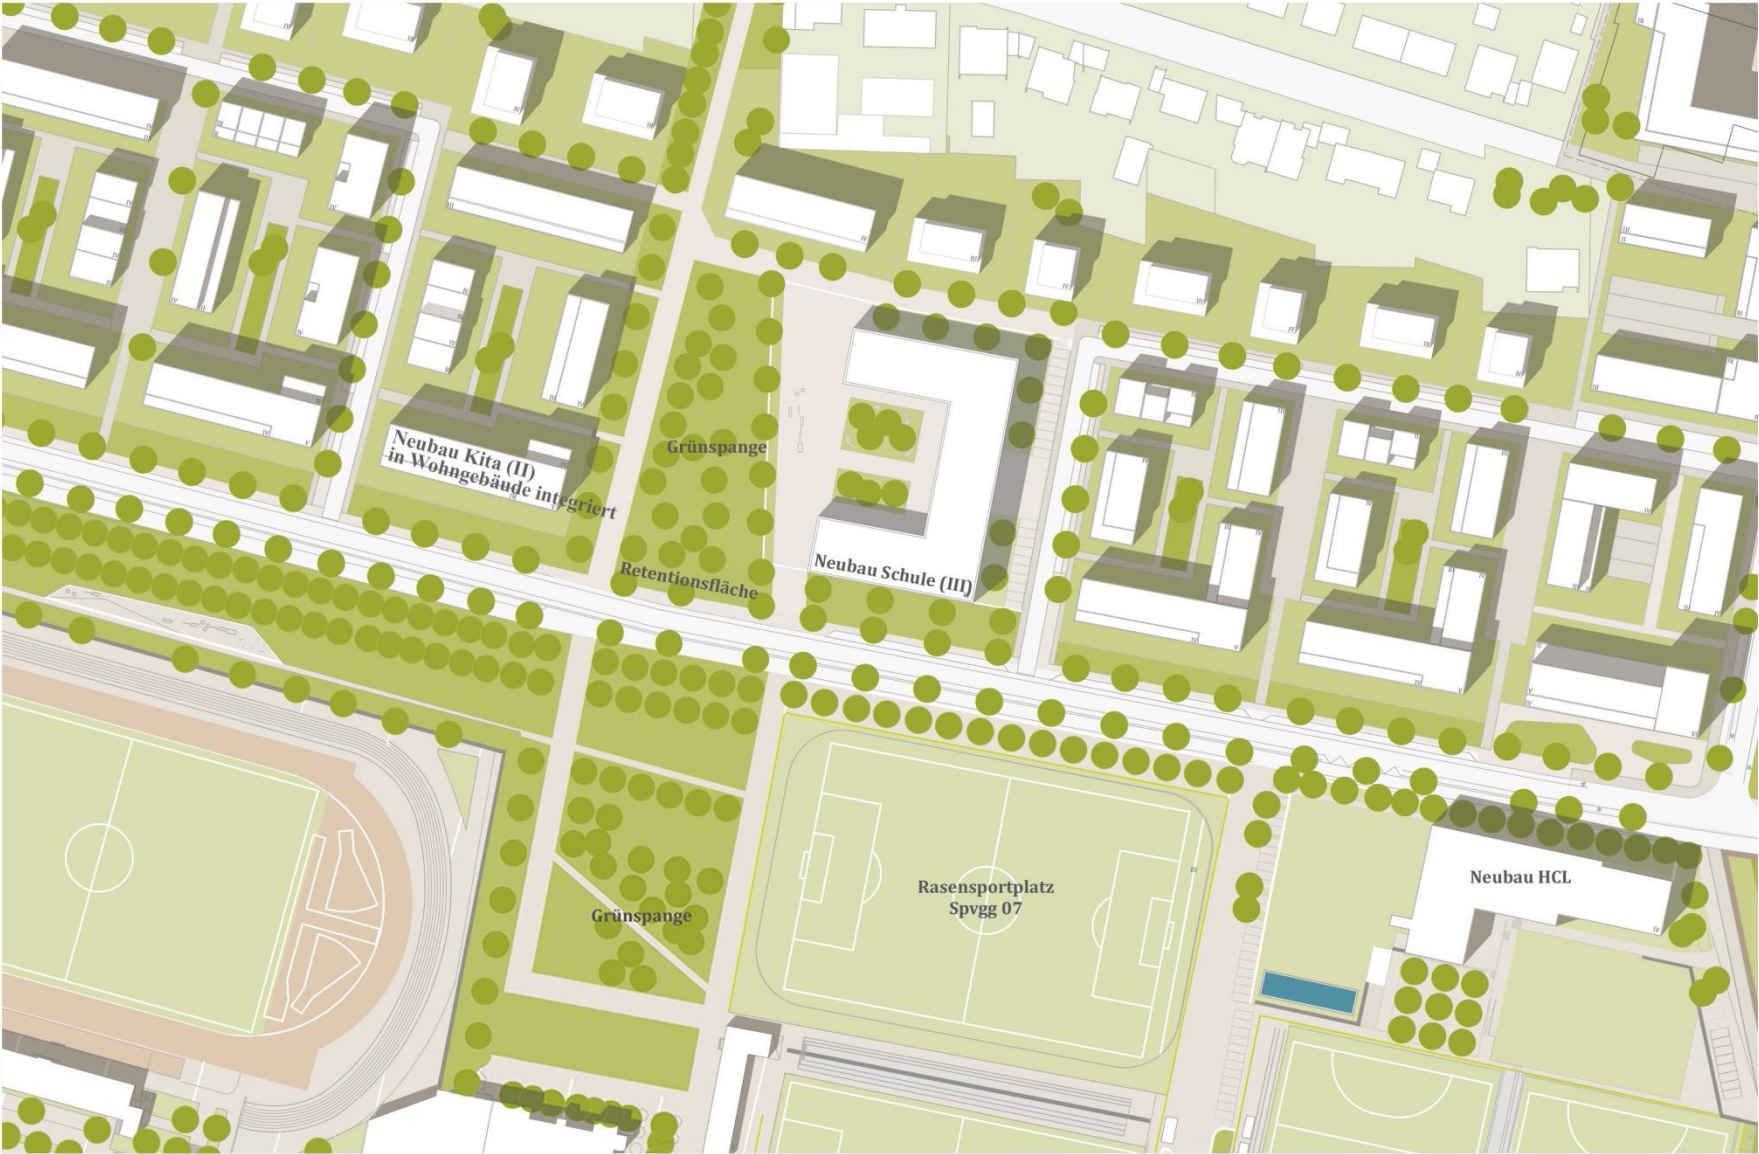 Neubau Kita (II)
in Wohngebäude integriert
Grünspange
Retentionsfläche
Neubau Schule (III)
Rasensportplatz
Spvgg 07
Neubau HCL
Grünspange